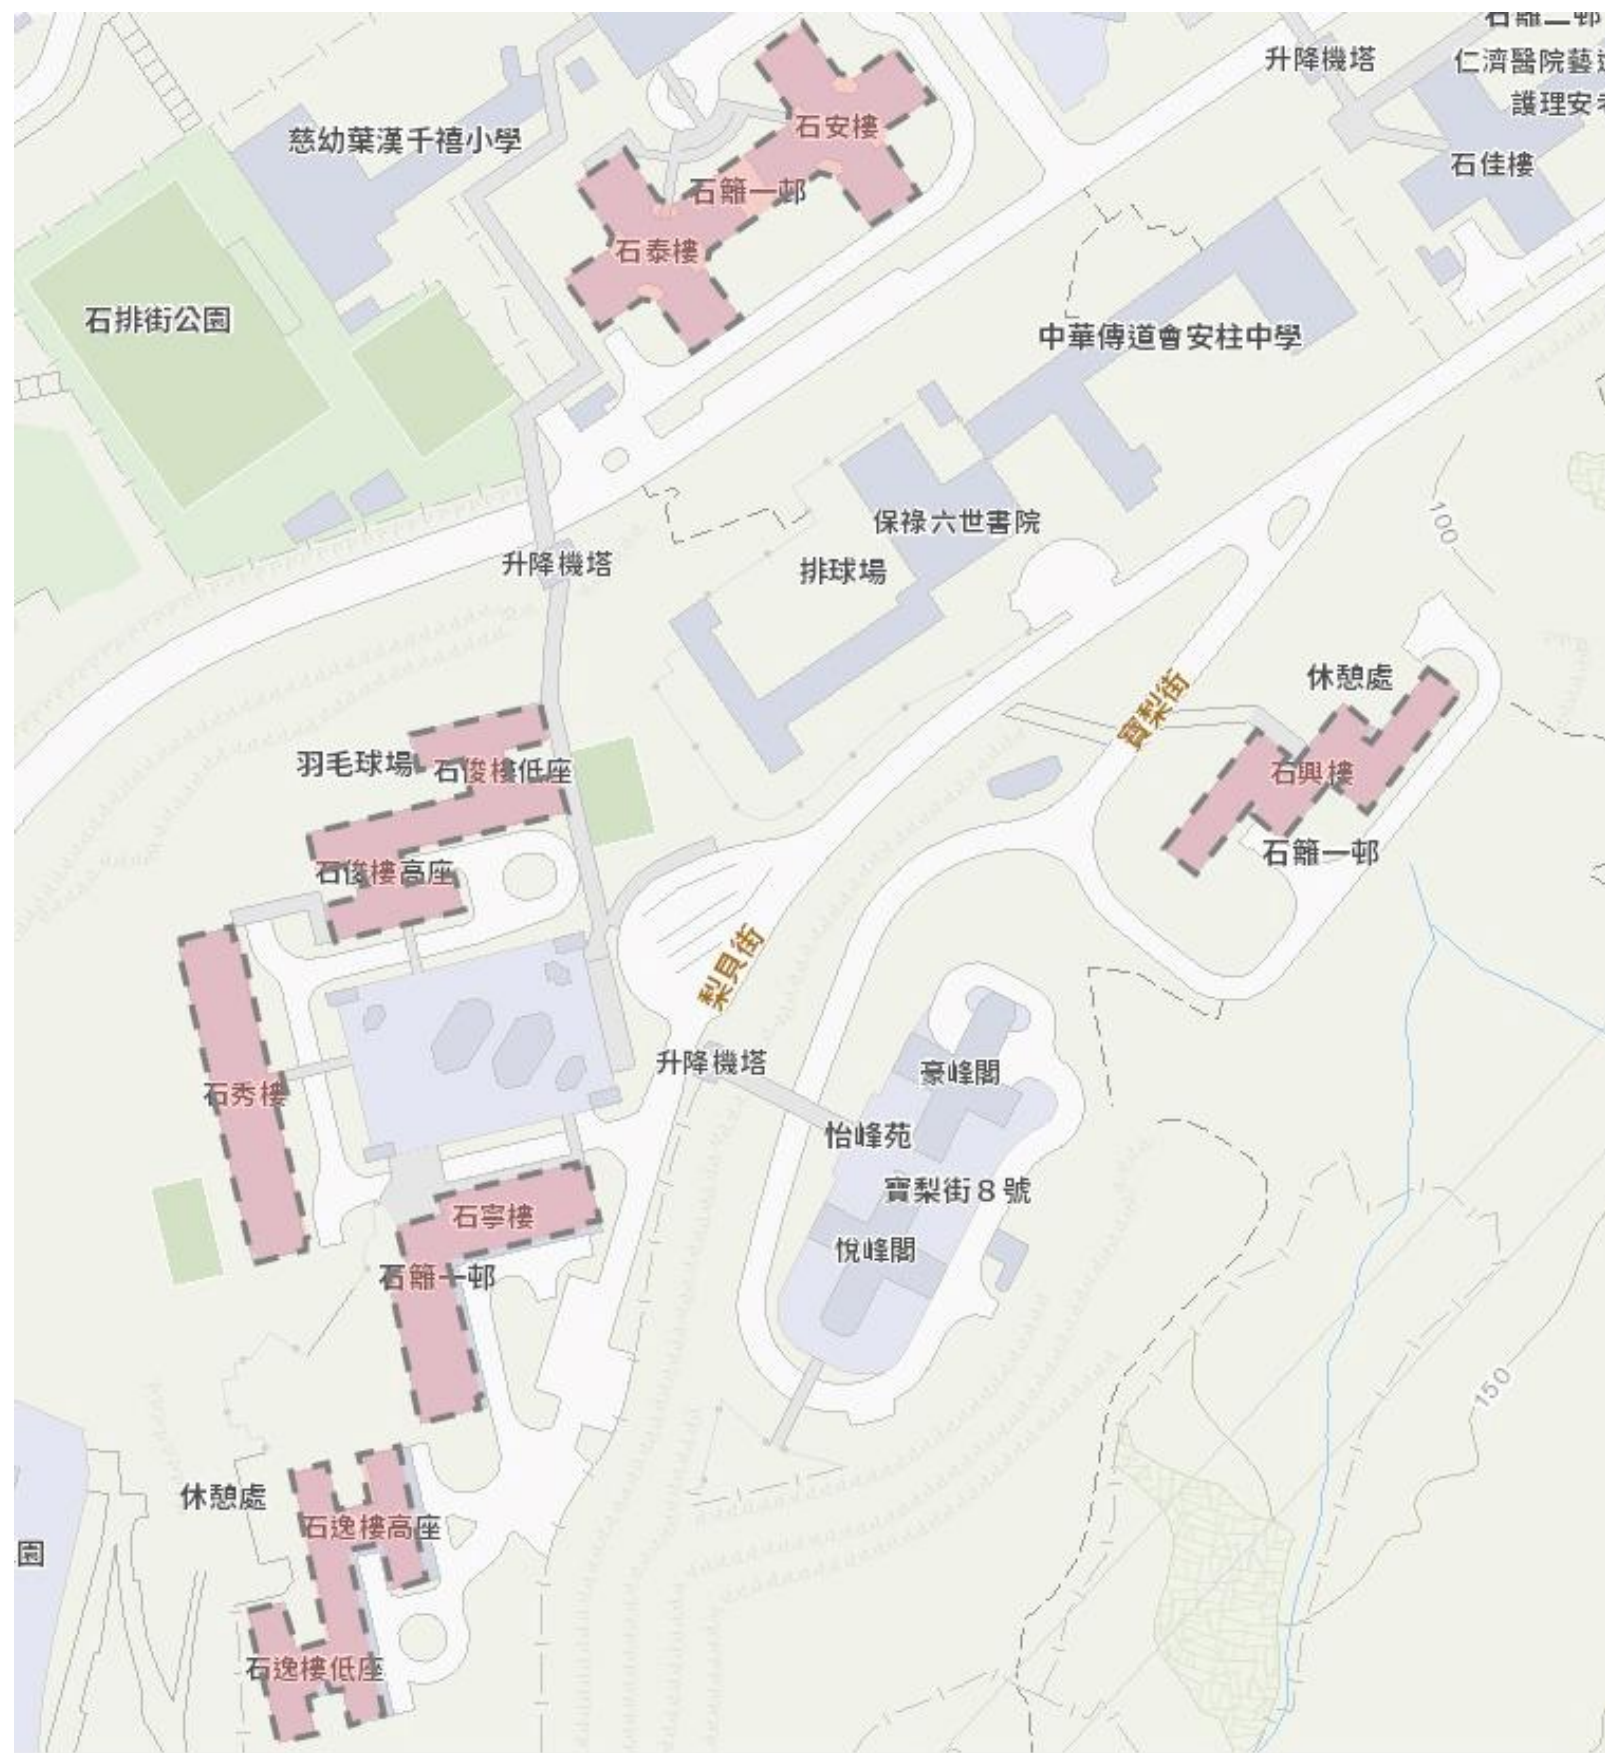 石籬二邨
升降機塔
仁濟醫院藝
護理安
石安樓
慈幼葉漢千禧小學
石佳樓
石籬一邨
石泰樓
石排街公園
中華傳道會安柱中學
保祿六世書院
100
升降機塔
排球場
休憩處
寶梨街
羽毛球場
石俊樓低座
石興樓
石籬一邨
石俊樓高座
梨貝街
升降機塔
豪峰閣
石秀樓
怡峰苑
寶梨街8號
石寧樓
悅峰閣
石籬一邨
150
休憩處
石逸樓高座
園
石逸樓低座